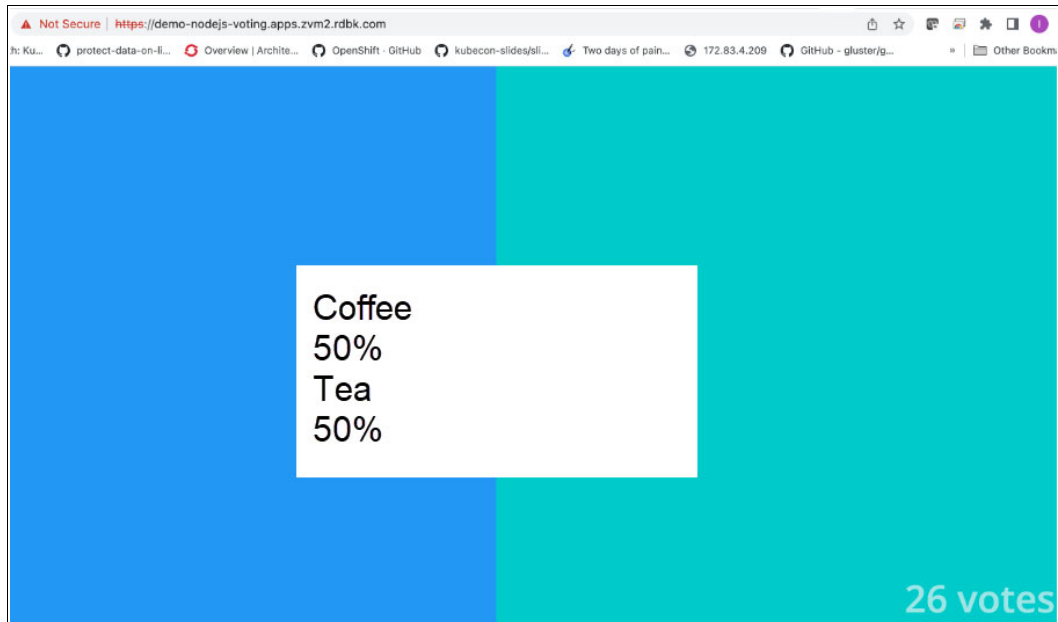 Not Secure | https://demo-nodejs-voting.apps.zvm2.rdbk.com
h: Ku... protect-data-on-li... Overview | Archite... OpenShift · GitHub kubecon-slides/sli... Two days of pain... 172.83.4.209 GitHub - gluster/g... » Other Bookm
Coffee
50%
Tea
50%
26 votes